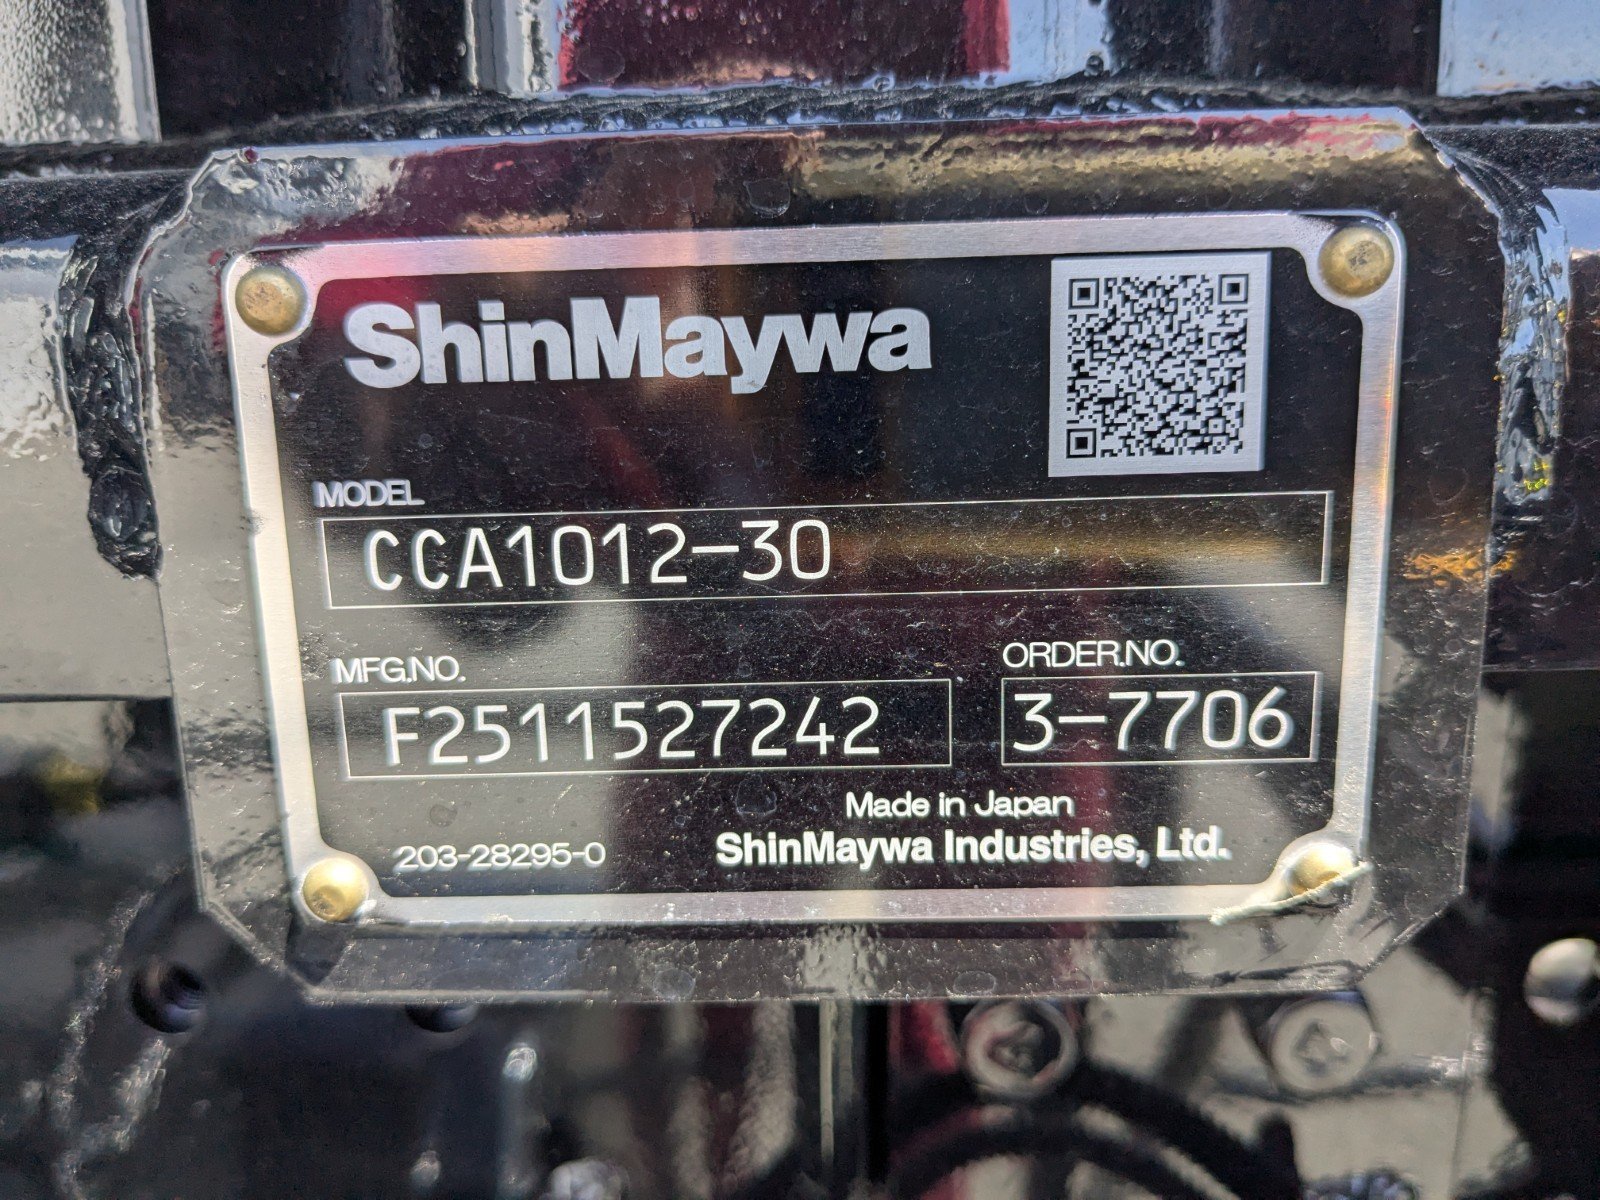 ShinMaywa
MODEL
CCA1012-30
MFG.NO.
F2511527242
ORDER.NO.
3-7706
Made in Japan
203-28295-0
ShinMaywa Industries, Ltd.